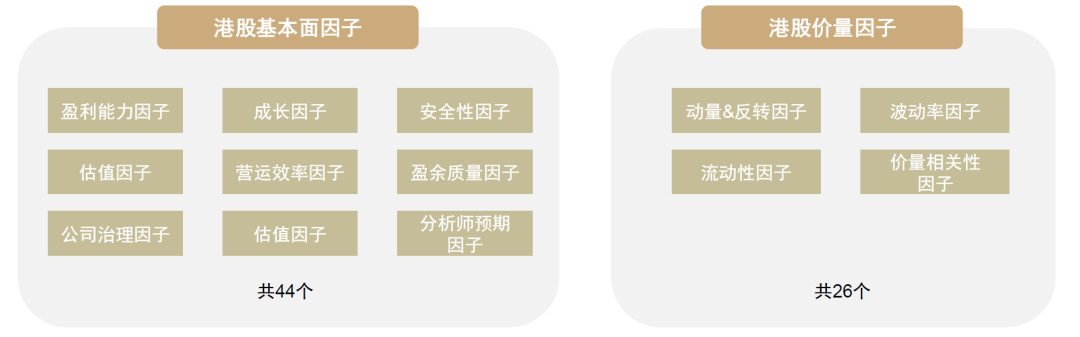 港股基本面因子
盈利能力因子
成长因子
安全性因子
估值因子
营运效率因子
盈余质量因子
公司治理因子
估值因子
分析师预期
因子
共44个
港股价量因子
动量&反转因子
波动率因子
流动性因子
价量相关性
因子
共26个